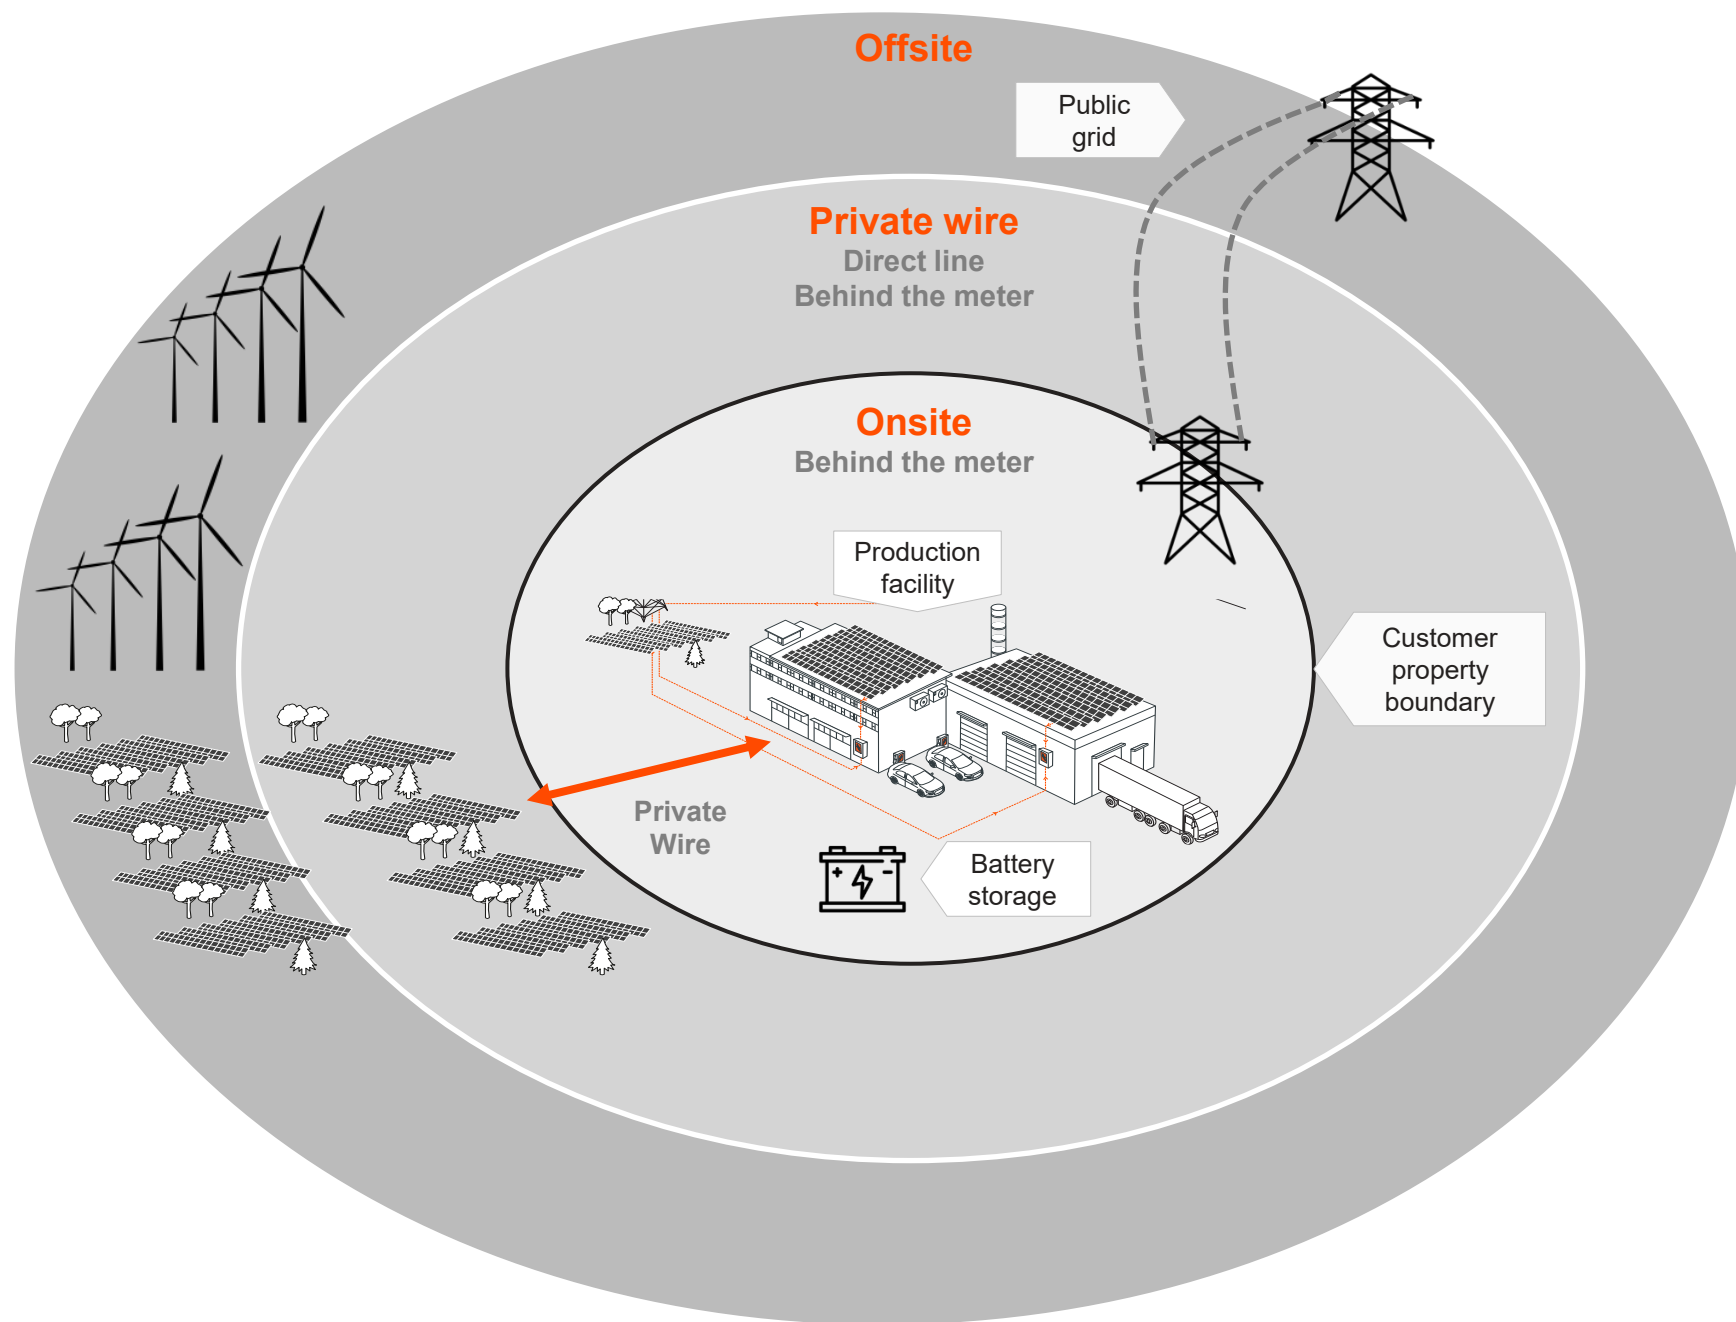 Offsite
Public
grid
Private wire
Direct line
Behind the meter
Onsite
Behind the meter
Production
facility
Customer
property
boundary
Private
Wire
Battery
storage